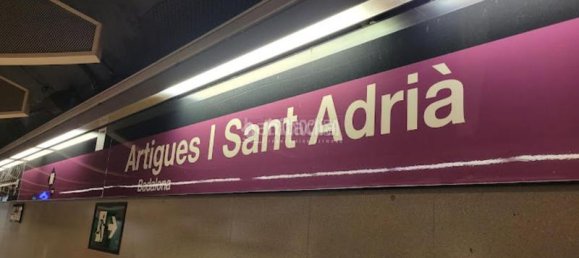 Artigues | Sant Adrià
Badalona